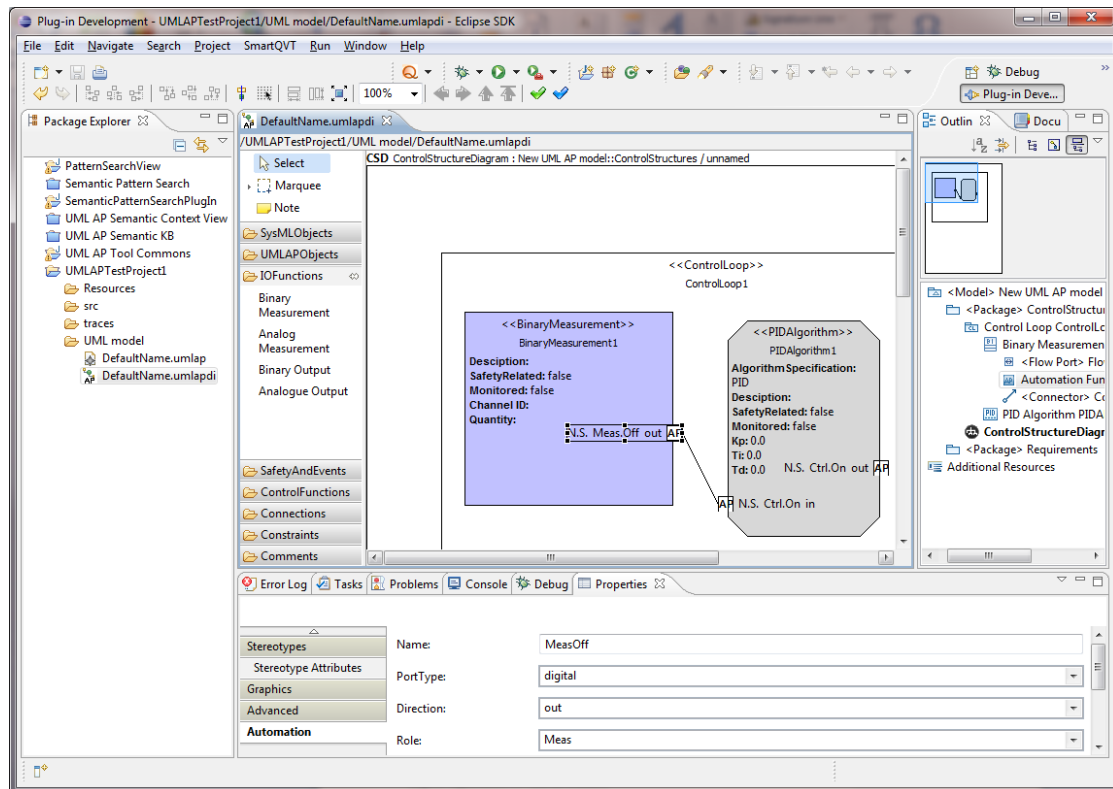 Plug-in Development - UMLAPTestProject1/UML model/DefaultName.umlapdi - Eclipse SDK
File Edit Navigate Search Project SmartQVT Run Window Help
100%
Debug
Plug-in Deve...
Package Explorer
PatternSearchView
Semantic Pattern Search
SemanticPatternSearchPlugIn
UML AP Semantic Context View
UML AP Semantic KB
UML AP Tool Commons
UMLAPTestProject1
Resources
src
traces
UML model
DefaultName.umlap
DefaultName.umlapdi
DefaultName.umlapdi
/UMLAPTestProject1/UML model/DefaultName.umlapdi
Select
Marquee
Note
SysMLObjects
UMLAPObjects
IOFunctions
Binary
Measurement
Analog
Measurement
Binary Output
Analogue Output
SafetyAndEvents
ControlFunctions
Connections
Constraints
Comments
CSD ControlStructureDiagram : New UML AP model::ControlStructures / unnamed
<<ControlLoop>>
ControlLoop1
<<BinaryMeasurement>>
BinaryMeasurement1
Desciption:
SafetyRelated: false
Monitored: false
Channel ID:
Quantity:
N.S. Meas.Off out AP
<<PIDAlgorithm>>
PIDAlgorithm1
AlgorithmSpecification:
PID
Desciption:
SafetyRelated: false
Monitored: false
Kp: 0.0
Ti: 0.0
Td: 0.0 N.S. Ctrl.On out AP
AP N.S. Ctrl.On in
Outlin Docu
<Model> New UML AP model
<Package> ControlStructu
Control Loop ControlLo
Binary Measuremen
<Flow Port> Flo
Automation Fun
<Connector> Co
PID Algorithm PIDA
ControlStructureDiagr
<Package> Requirements
Additional Resources
Error Log Tasks Problems Console Debug Properties
Stereotypes
Stereotype Attributes
Graphics
Advanced
Automation
Name: MeasOff
PortType: digital
Direction: out
Role: Meas